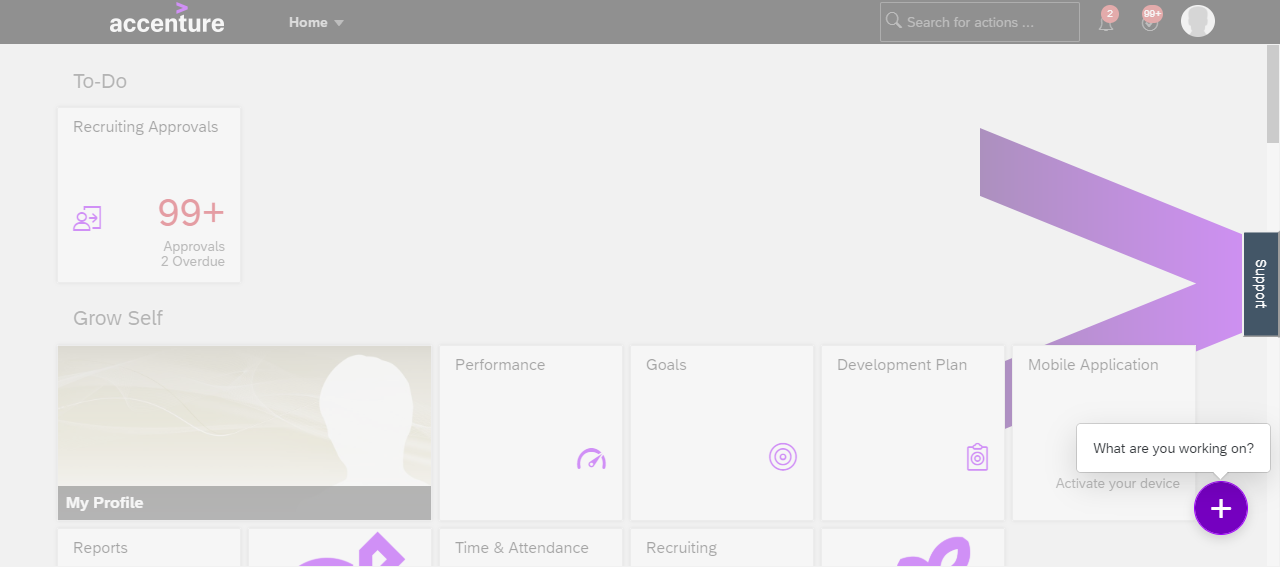 accenture
Home
Search for actions ...
2
99+
To-Do
Recruiting Approvals
99+
Approvals
2 Overdue
Support
Grow Self
My Profile
Performance
Goals
Development Plan
Mobile Application
Activate your device
What are you working on?
Reports
Time & Attendance
Recruiting